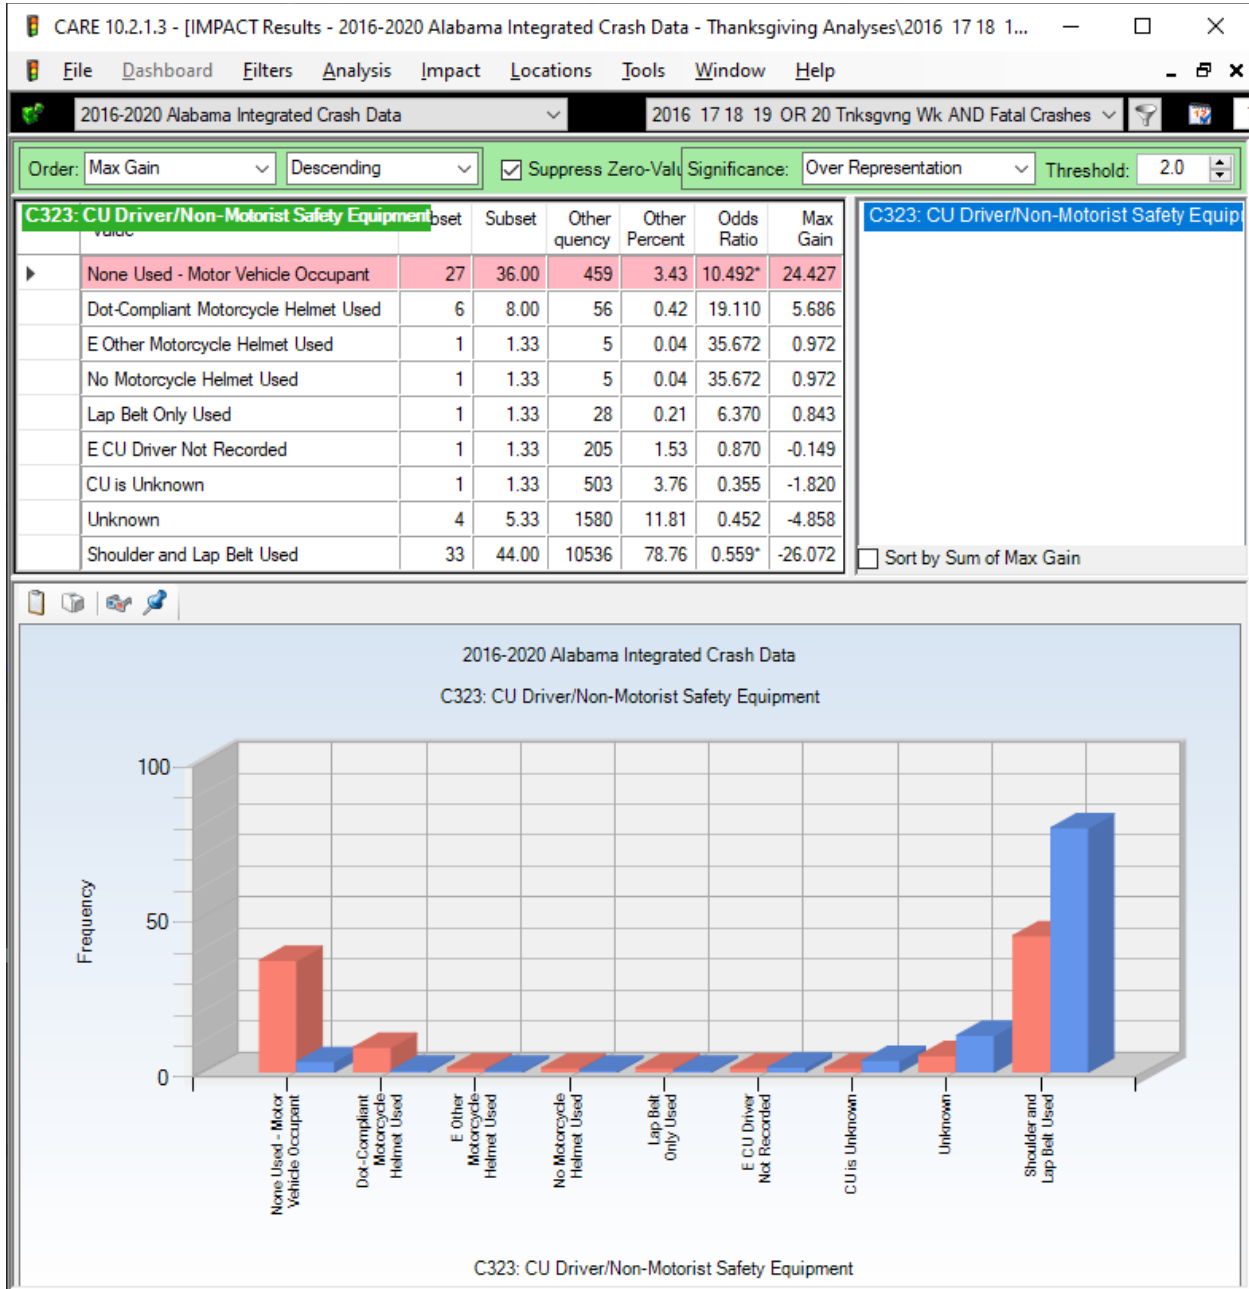 CARE 10.2.1.3 - [IMPACT Results - 2016-2020 Alabama Integrated Crash Data - Thanksgiving Analyses\2016 17 18 1...
File Dashboard Filters Analysis Impact Locations Tools Window Help
2016-2020 Alabama Integrated Crash Data 2016 17 18 19 OR 20 Tnksgvng Wk AND Fatal Crashes
Order: Max Gain Descending Suppress Zero-Valu Significance: Over Representation Threshold: 2.0
C323: CU Driver/Non-Motorist Safety Equipment bset Subset Other quency Other Percent Odds Ratio Max Gain C323: CU Driver/Non-Motorist Safety Equip
None Used - Motor Vehicle Occupant 27 36.00 459 3.43 10.492* 24.427
Dot-Compliant Motorcycle Helmet Used 6 8.00 56 0.42 19.110 5.686
E Other Motorcycle Helmet Used 1 1.33 5 0.04 35.672 0.972
No Motorcycle Helmet Used 1 1.33 5 0.04 35.672 0.972
Lap Belt Only Used 1 1.33 28 0.21 6.370 0.843
E CU Driver Not Recorded 1 1.33 205 1.53 0.870 -0.149
CU is Unknown 1 1.33 503 3.76 0.355 -1.820
Unknown 4 5.33 1580 11.81 0.452 -4.858
Shoulder and Lap Belt Used 33 44.00 10536 78.76 0.559* -26.072
Sort by Sum of Max Gain
2016-2020 Alabama Integrated Crash Data
C323: CU Driver/Non-Motorist Safety Equipment
100
50
0
Frequency
None Used - Motor
Vehicle Occupant
Dot-Compliant
Motorcycle
Helmet Used
E Other
Motorcycle
Helmet Used
No Motorcycle
Helmet Used
Lap Belt
Only Used
E CU Driver
Not Recorded
CU is Unknown
Unknown
Shoulder and
Lap Belt Used
C323: CU Driver/Non-Motorist Safety Equipment